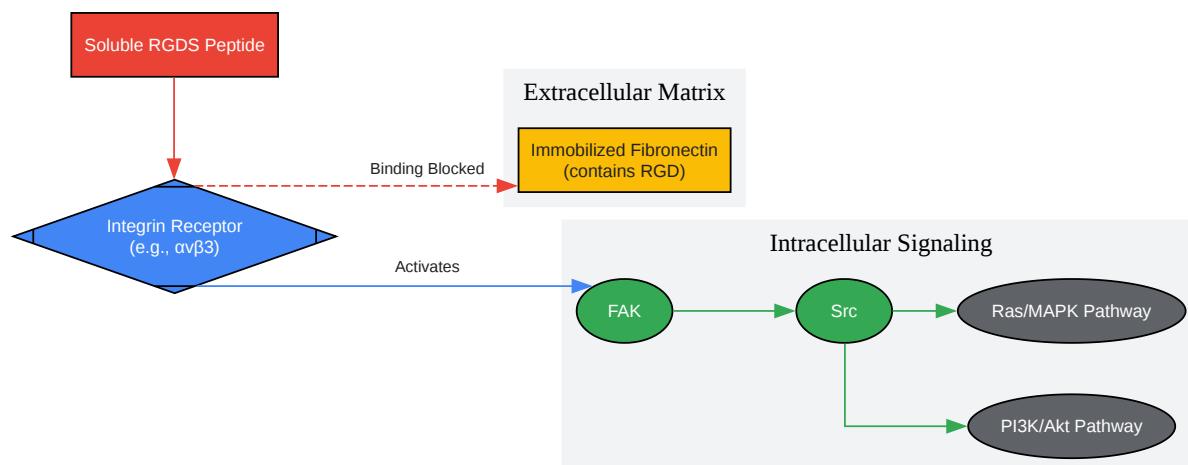 Soluble RGDS Peptide
Extracellular Matrix
Immobilized Fibronectin
(contains RGD)
Binding Blocked
Integrin Receptor
(e.g., αvβ3)
Intracellular Signaling
Activates
FAK
Src
Ras/MAPK Pathway
PI3K/Akt Pathway